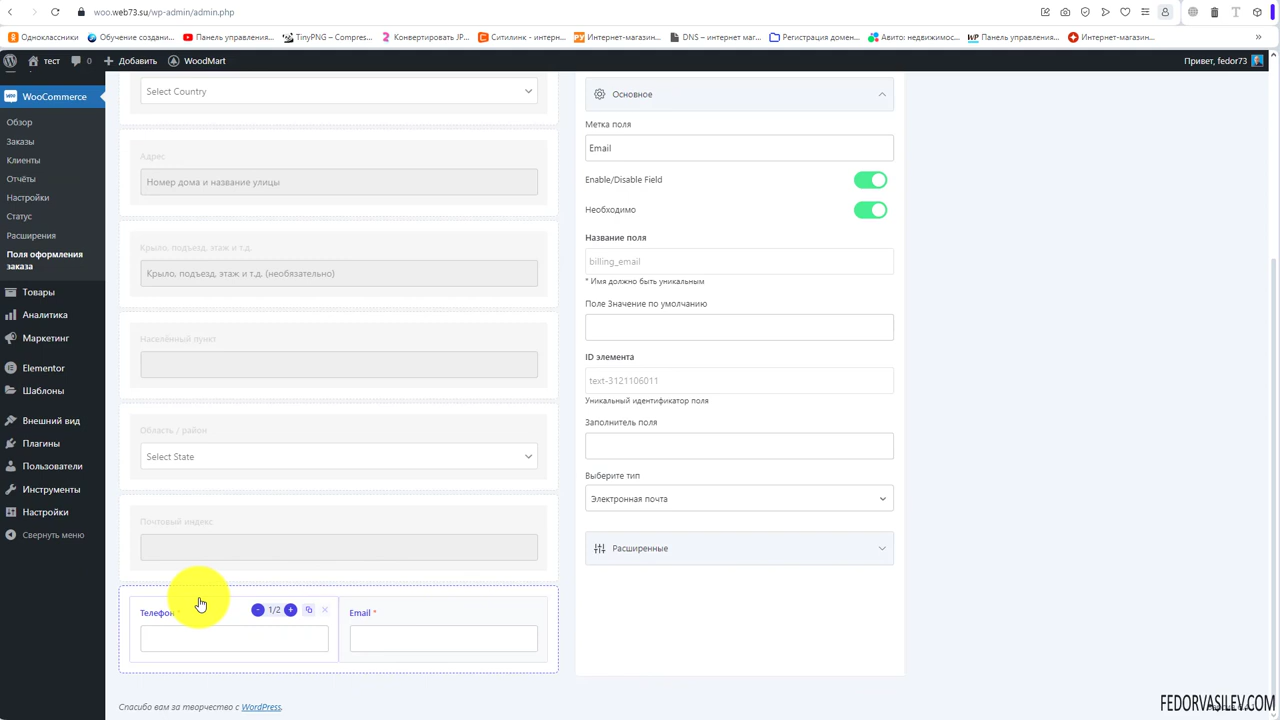 woo.web73.su/wp-admin/admin.php
Одноклассники
Обучение создани...
Панель управления...
TinyPNG – Compres...
Конвертировать JP...
Ситилинк - интерн...
Интернет-магазин...
DNS – интернет маг...
Регистрация домен...
Авито: недвижимос...
Панель управления...
Интернет-магазин...
тест
0
Добавить
WoodMart
Привет, fedor73
WooCommerce
Обзор
Заказы
Клиенты
Отчёты
Настройки
Статус
Расширения
Поля оформления
заказа
Товары
Аналитика
Маркетинг
Elementor
Шаблоны
Внешний вид
Плагины
Пользователи
Инструменты
Настройки
Свернуть меню
Select Country
Адрес
Номер дома и название улицы
Крыло, подъезд, этаж и т.д.
Крыло, подъезд, этаж и т.д. (необязательно)
Населённый пункт
Область / район
Select State
Почтовый индекс
Телефон
- 1/2 +
Email *
Спасибо вам за творчество с WordPress.
Основное
Метка поля
Email
Enable/Disable Field
Необходимо
Название поля
billing_email
* Имя должно быть уникальным
Поле Значение по умолчанию
ID элемента
text-3121106011
Уникальный идентификатор поля
Заполнитель поля
Выберите тип
Электронная почта
Расширенные
FEDORVASILEV.COM